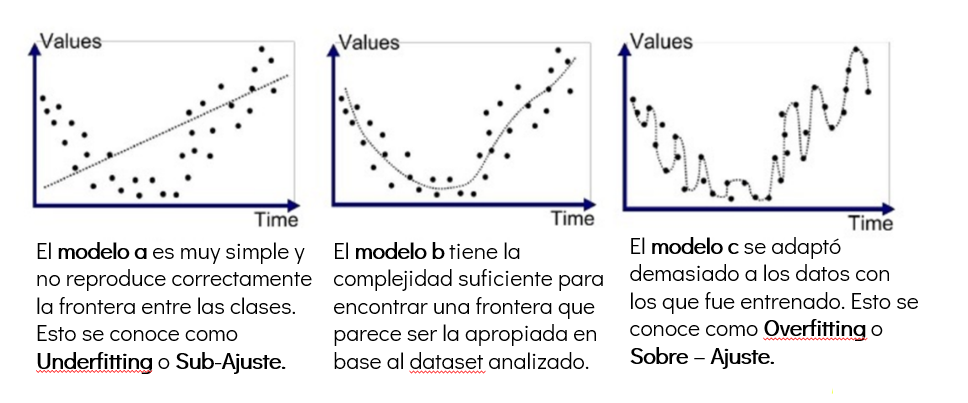 Values
Time
El modelo a es muy simple y
no reproduce correctamente
la frontera entre las clases.
Esto se conoce como
Underfitting o Sub-Ajuste.
Values
Time
El modelo b tiene la
complejidad suficiente para
encontrar una frontera que
parece ser la apropiada en
base al dataset analizado.
Values
Time
El modelo c se adaptó
demasiado a los datos con
los que fue entrenado. Esto se
conoce como Overfitting o
Sobre – Ajuste.